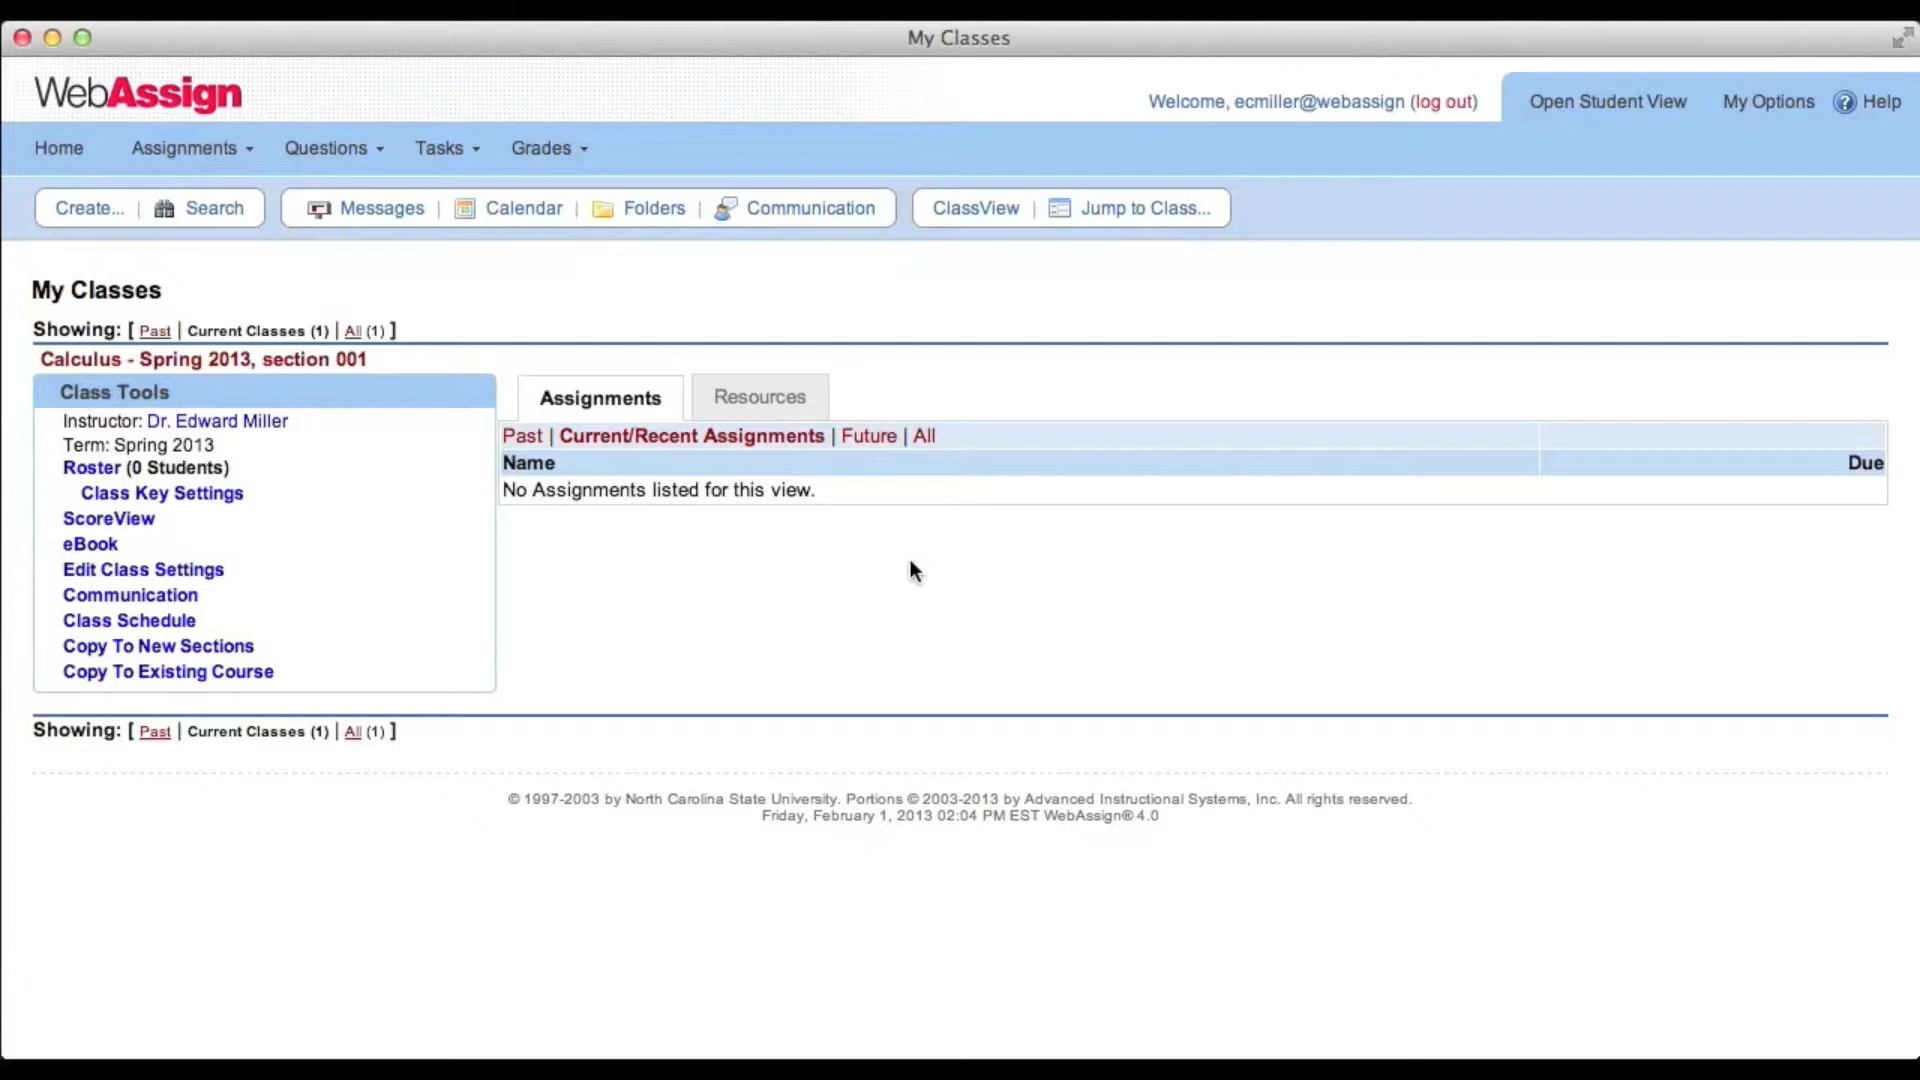 My Classes
WebAssign
Welcome, ecmiller@webassign (log out)
Open Student View My Options ? Help
Home Assignments Questions Tasks Grades
Create... | Search Messages | Calendar | Folders | Communication ClassView | Jump to Class...
My Classes
Showing: [ Past | Current Classes (1) | All (1) ]
Calculus - Spring 2013, section 001
Class Tools
Instructor: Dr. Edward Miller
Term: Spring 2013
Roster (0 Students)
Class Key Settings
ScoreView
eBook
Edit Class Settings
Communication
Class Schedule
Copy To New Sections
Copy To Existing Course
Assignments Resources
Past | Current/Recent Assignments | Future | All
Name Due
No Assignments listed for this view.
Showing: [ Past | Current Classes (1) | All (1) ]
© 1997-2003 by North Carolina State University. Portions © 2003-2013 by Advanced Instructional Systems, Inc. All rights reserved.
Friday, February 1, 2013 02:04 PM EST WebAssign® 4.0